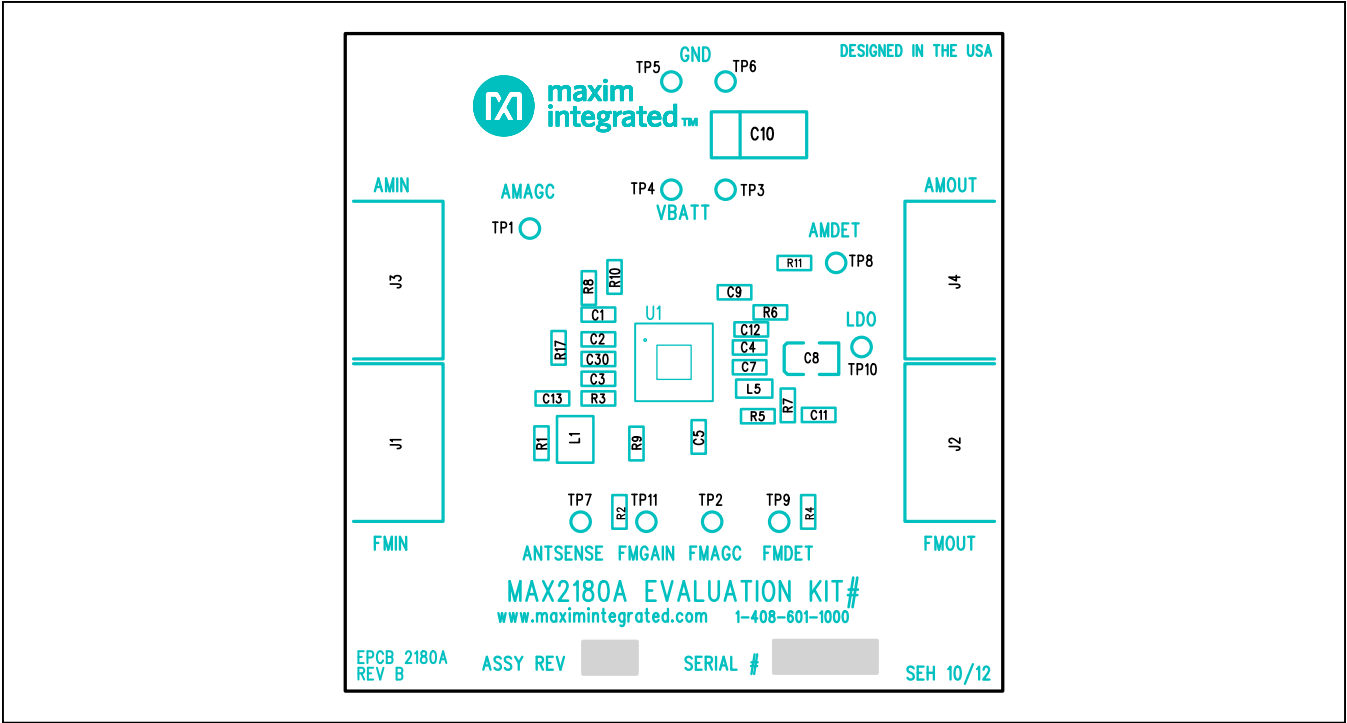 GND
DESIGNED IN THE USA
TP5
TP6
maxim
integrated™
C10
AMIN
AMAGC
TP4
TP3
VBATT
AMOUT
TP1
AMDET
R11
TP8
J3
J4
R8
R10
C9
C1
U1
R6
LDO
C12
R17
C2
C4
C30
C8
C7
TP10
C3
L5
C13
R3
R7
R5
C11
J1
R1
L1
R9
C5
J2
TP7
R2
TP11
TP2
TP9
R4
FMIN
ANTSENSE
FMGAIN
FMAGC
FMDET
FMOUT
MAX2180A EVALUATION KIT#
www.maximintegrated.com 1-408-601-1000
EPCB 2180A
REV B
ASSY REV
SERIAL #
SEH 10/12